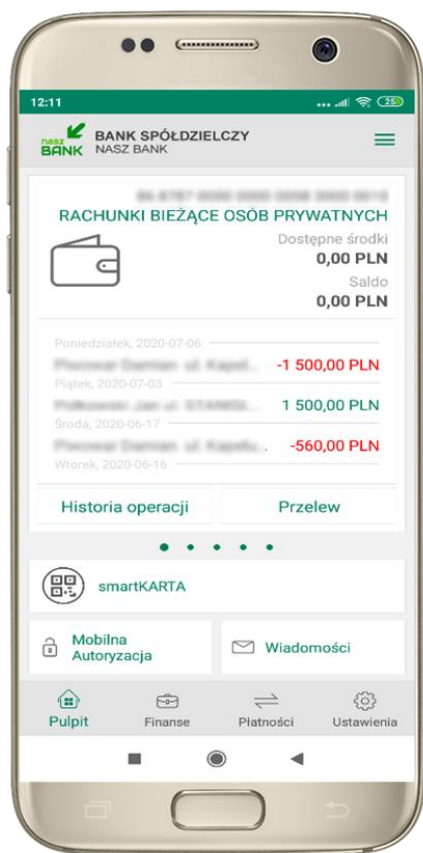 12:11
25
nasz BANK
BANK SPÓŁDZIELCZY
NASZ BANK
RACHUNKI BIEŻĄCE OSÓB PRYWATNYCH
Dostępne środki
0,00 PLN
Saldo
0,00 PLN
Poniedziałek, 2020-07-06
-1 500,00 PLN
Piątek, 2020-07-03
1 500,00 PLN
Środa, 2020-06-17
-560,00 PLN
Wtorek, 2020-06-16
Historia operacji Przelew
smartKARTA
Mobilna Autoryzacja
Wiadomości
Pulpit Finanse Płatności Ustawienia